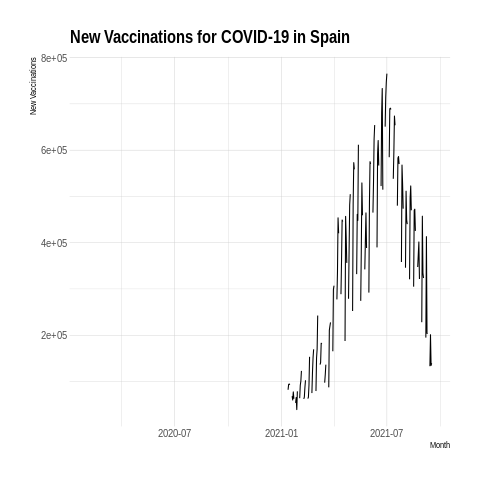 New Vaccinations for COVID-19 in Spain
New Vaccinations
8e+05
6e+05
4e+05
2e+05
2020-07
2021-01
2021-07
Month